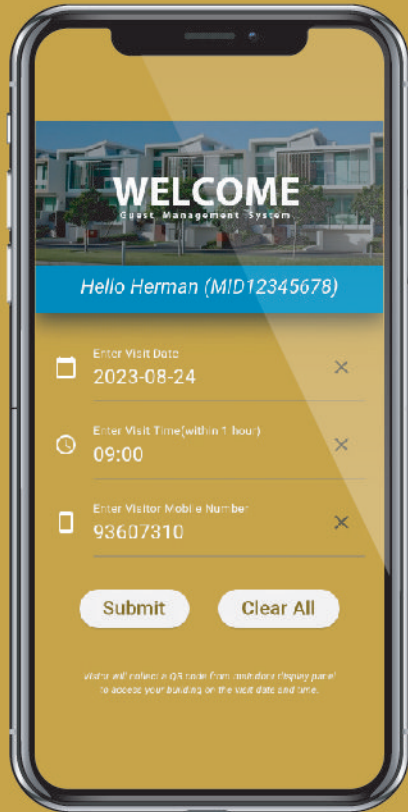 WELCOME
Guest Management System
Hello Herman (MID12345678)
Enter Visit Date
2023-08-24
Enter Visit Time(within 1 hour)
09:00
Enter Visitor Mobile Number
93607310
Submit
Clear All
Visitor will collect a QR code from display panel
to access your building on the visit date and time.